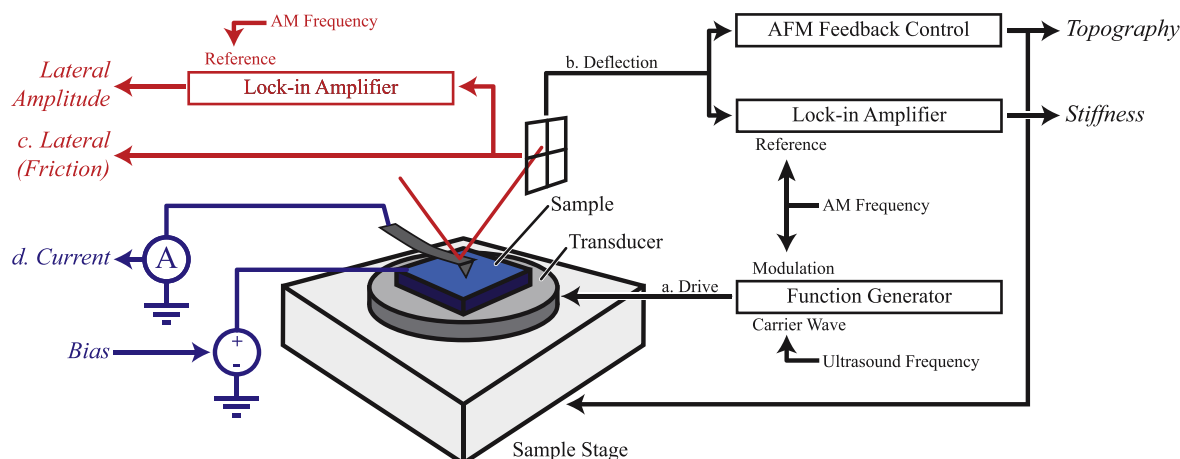 AM Frequency
Reference
Lock-in Amplifier
Lateral
Amplitude
c. Lateral
(Friction)
b. Deflection
AFM Feedback Control
Topography
Lock-in Amplifier
Stiffness
Reference
AM Frequency
Modulation
Function Generator
Carrier Wave
Ultrasound Frequency
a. Drive
Sample
Transducer
d. Current
A
Bias
+
-
Sample Stage